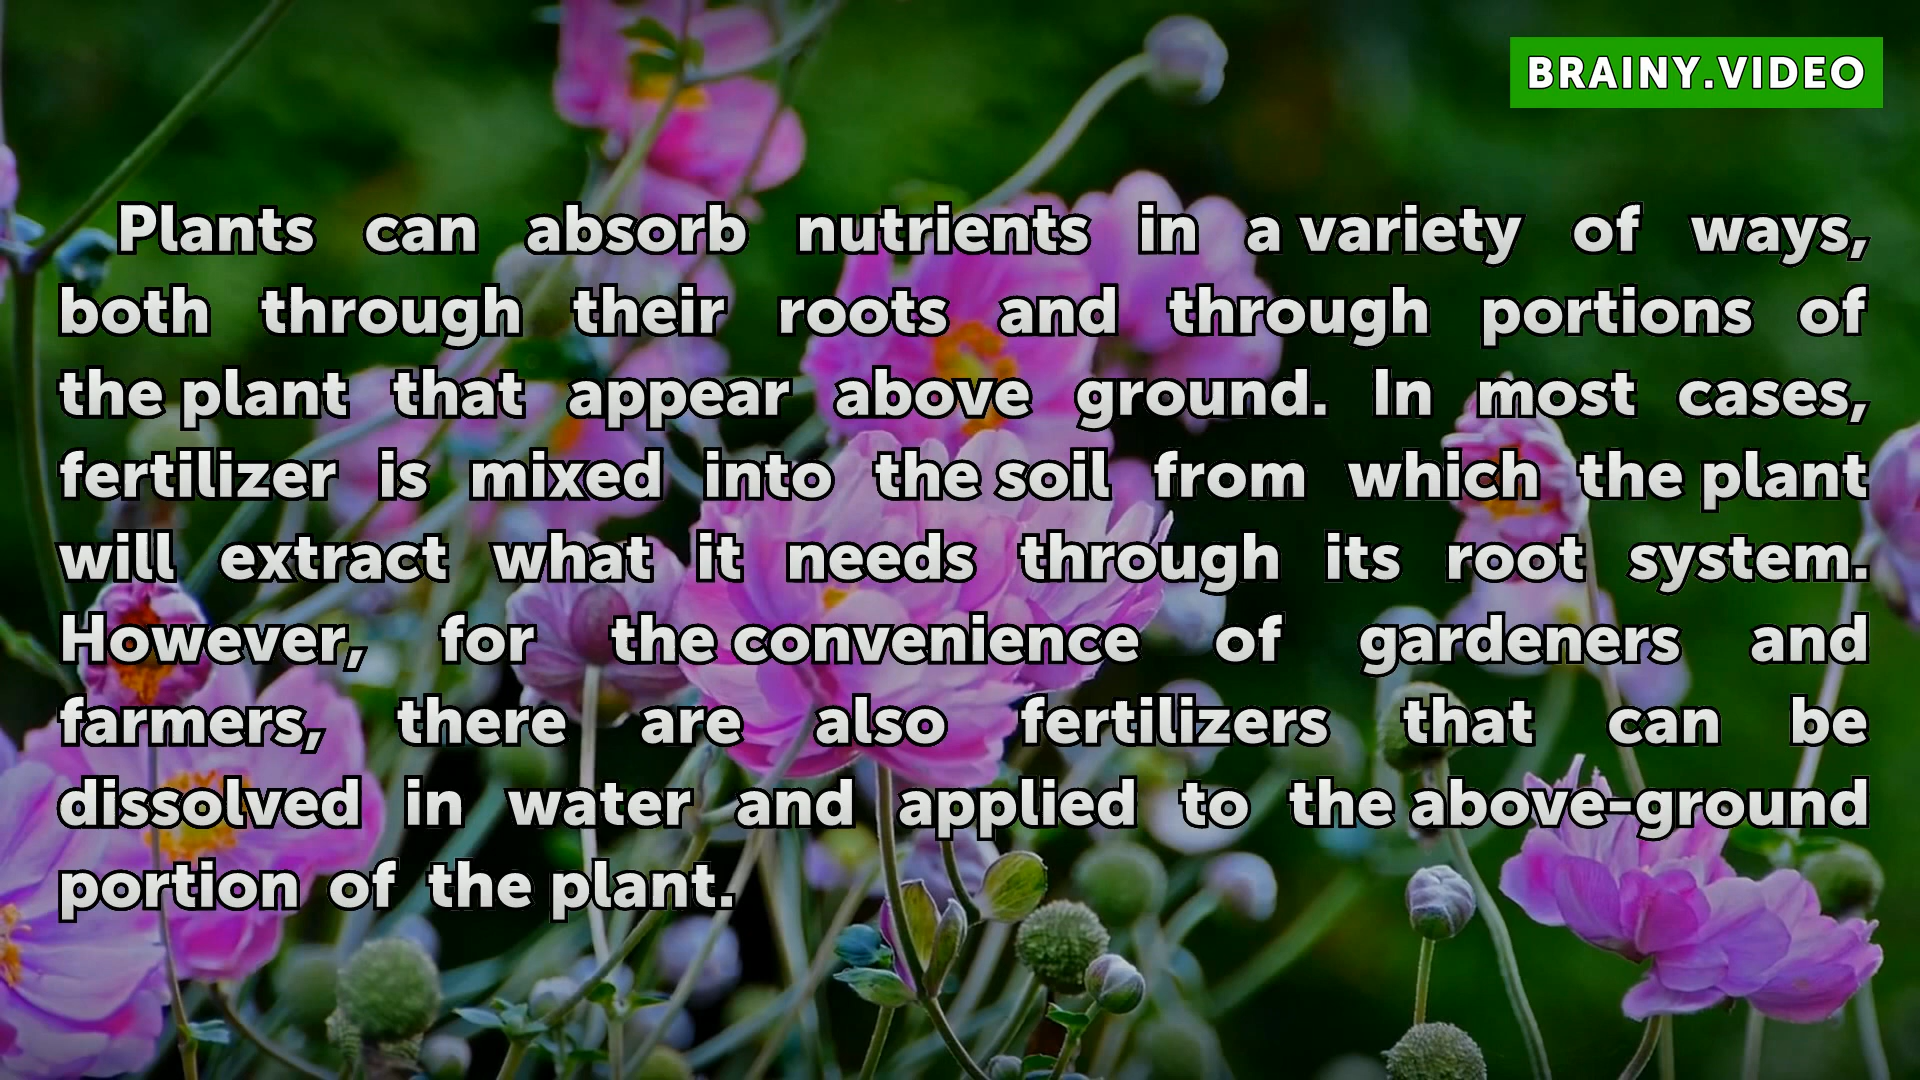 BRAINY.VIDEO
Plants can absorb nutrients in a variety of ways,
both through their roots and through portions of
the plant that appear above ground. In most cases,
fertilizer is mixed into the soil from which the plant
will extract what it needs through its root system.
However, for the convenience of gardeners and
farmers, there are also fertilizers that can be
dissolved in water and applied to the above-ground
portion of the plant.